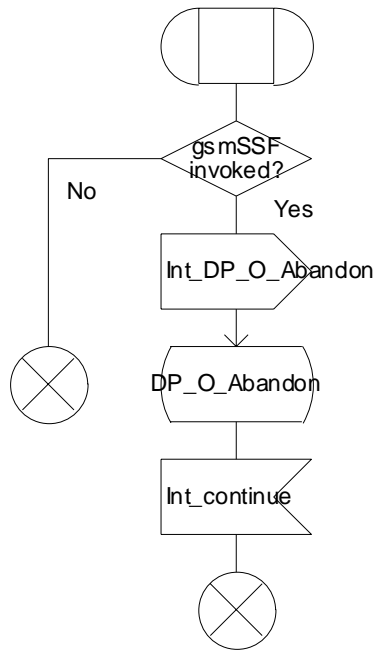 gsmSSF
invoked?
No
Yes
Int_DP_O_Abandon
DP_O_Abandon
Int_continue